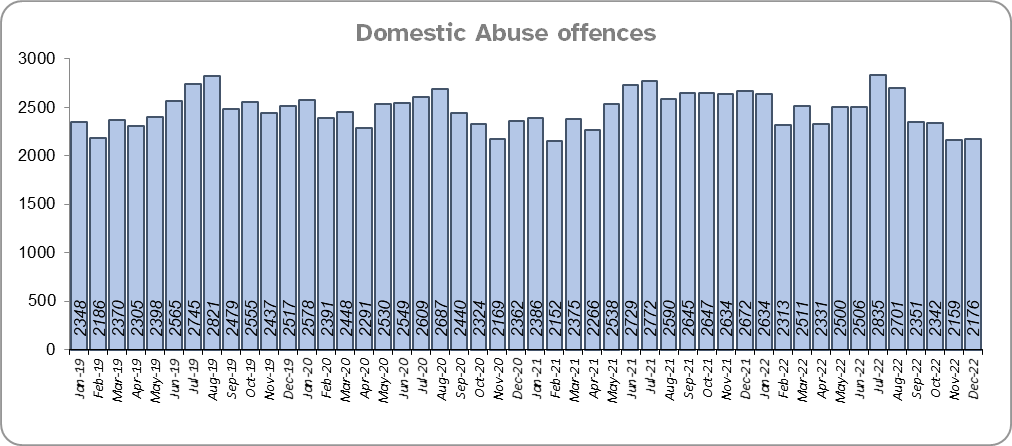 Domestic Abuse offences
3000
2500
2000
1500
1000
500
0
2348 2186 2370 2305 2398 2565 2745 2821 2479 2555 2437 2517 2578 2391 2448 2291 2530 2549 2609 2687 2440 2324 2169 2362 2386 2152 2375 2266 2538 2729 2772 2590 2645 2647 2634 2672 2634 2313 2511 2331 2500 2506 2835 2701 2351 2342 2159 2176
Jan-19 Feb-19 Mar-19 Apr-19 May-19 Jun-19 Jul-19 Aug-19 Sep-19 Oct-19 Nov-19 Dec-19 Jan-20 Feb-20 Mar-20 Apr-20 May-20 Jun-20 Jul-20 Aug-20 Sep-20 Oct-20 Nov-20 Dec-20 Jan-21 Feb-21 Mar-21 Apr-21 May-21 Jun-21 Jul-21 Aug-21 Sep-21 Oct-21 Nov-21 Dec-21 Jan-22 Feb-22 Mar-22 Apr-22 May-22 Jun-22 Jul-22 Aug-22 Sep-22 Oct-22 Nov-22 Dec-22